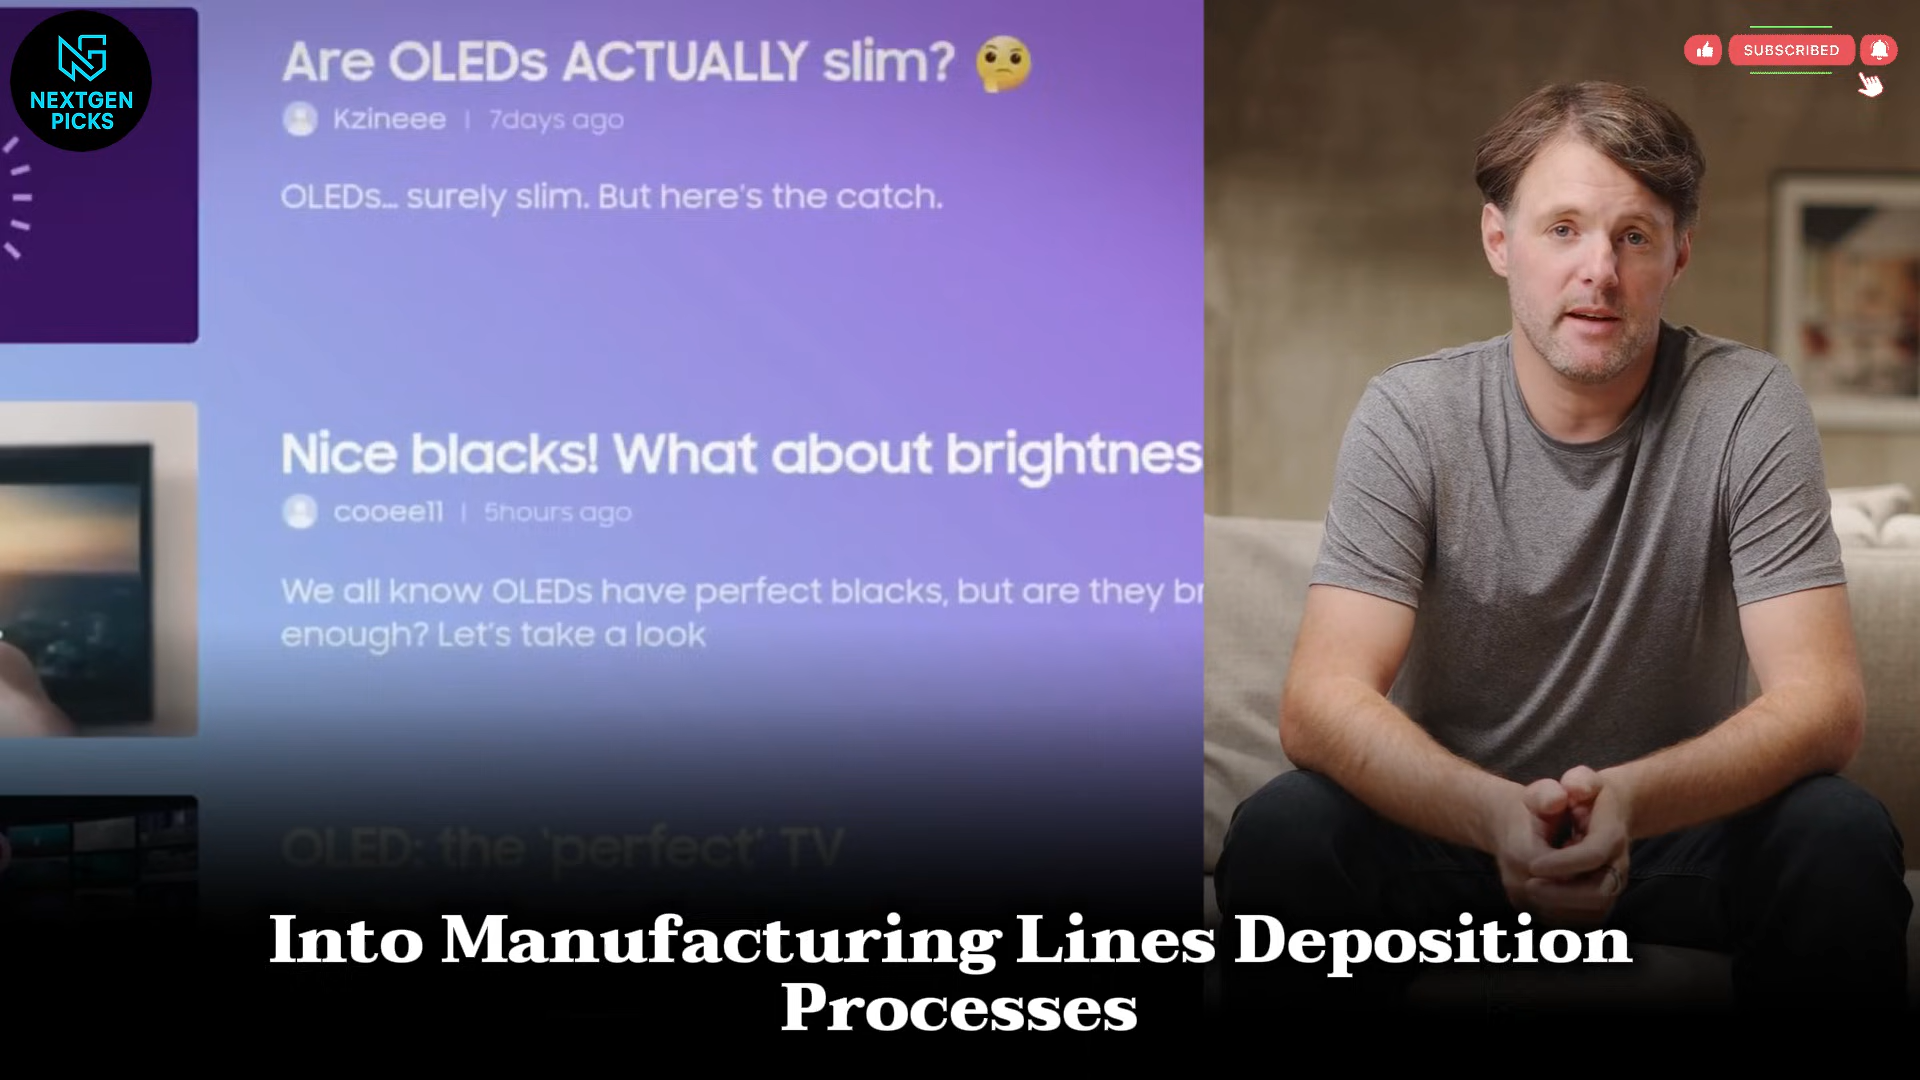 NEXTGEN
PICKS
Are OLEDs ACTUALLY slim? 🤔
Kzineee | 7days ago
OLEDs... surely slim. But here's the catch.
Nice blacks! What about brightnes
cooee11 | 5hours ago
We all know OLEDs have perfect blacks, but are they br
enough? Let's take a look
OLED: the 'perfect' TV
SUBSCRIBED
Into Manufacturing Lines Deposition
Processes